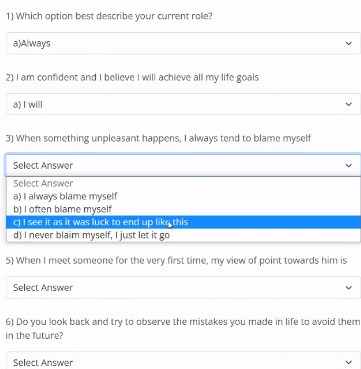 1) Which option best describe your current role?
a)Always
2) I am confident and I believe I will achieve all my life goals
a) I will
3) When something unpleasant happens, I always tend to blame myself
Select Answer
Select Answer
a) I always blame myself
b) I often blame myself
c) I see it as it was luck to end up like this
d) I never blaim myself, I just let it go
5) When I meet someone for the very first time, my view of point towards him is
Select Answer
6) Do you look back and try to observe the mistakes you made in life to avoid them
in the future?
Select Answer